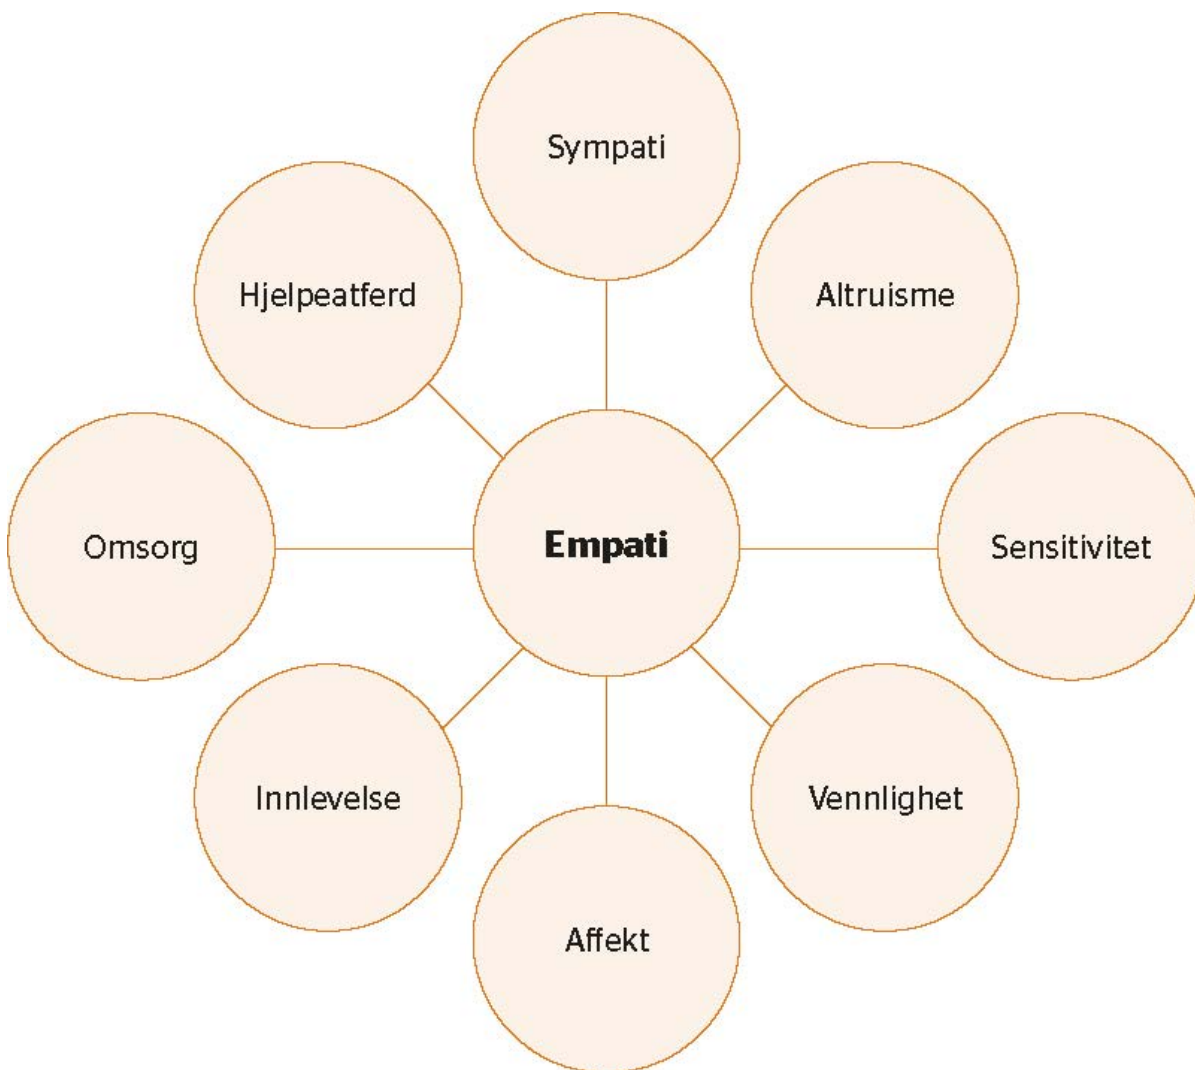 Sympati
Hjelpeatferd
Altruisme
Omsorg
Empati
Sensitivitet
Innlevelse
Vennlighet
Affekt